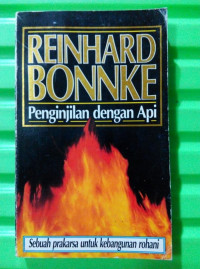 REINHARD
BONNKE
Penginjilan dengan Api
Sebuah prakarsa untuk kebangunan rohani